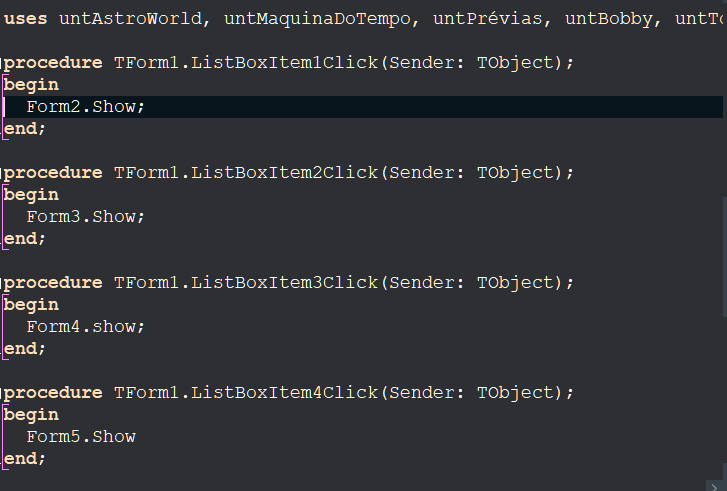 uses untAstroWorld, untMaquinaDoTempo, untPrévias, untBobby,
procedure TForm1.ListBoxItem1Click(Sender: TObject);
begin
Form2.Show;
end;
procedure TForm1.ListBoxItem2Click(Sender: TObject);
begin
Form3.Show;
end;
procedure TForm1.ListBoxItem3Click(Sender: TObject);
begin
Form4.show;
end;
procedure TForm1.ListBoxItem4Click(Sender: TObject);
begin
Form5.Show
end;